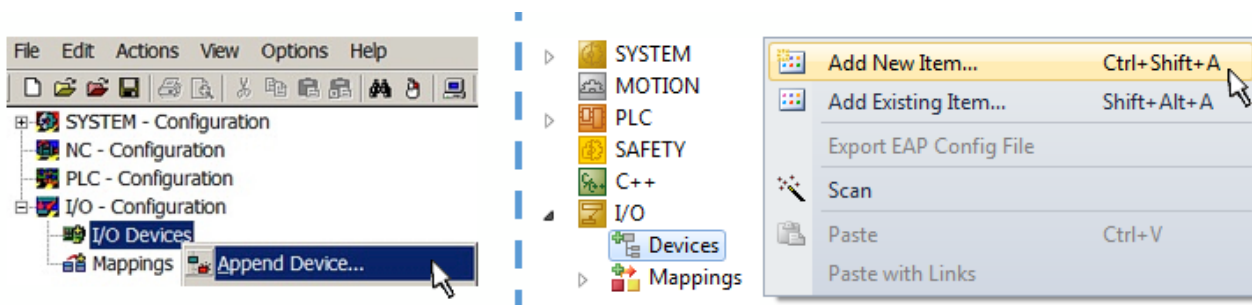 File Edit Actions View Options Help
SYSTEM - Configuration
NC - Configuration
PLC - Configuration
I/O - Configuration
I/O Devices
Mappings
Append Device...
SYSTEM
MOTION
PLC
SAFETY
C++
I/O
Devices
Mappings
Add New Item... Ctrl+Shift+A
Add Existing Item... Shift+Alt+A
Export EAP Config File
Scan
Paste Ctrl+V
Paste with Links